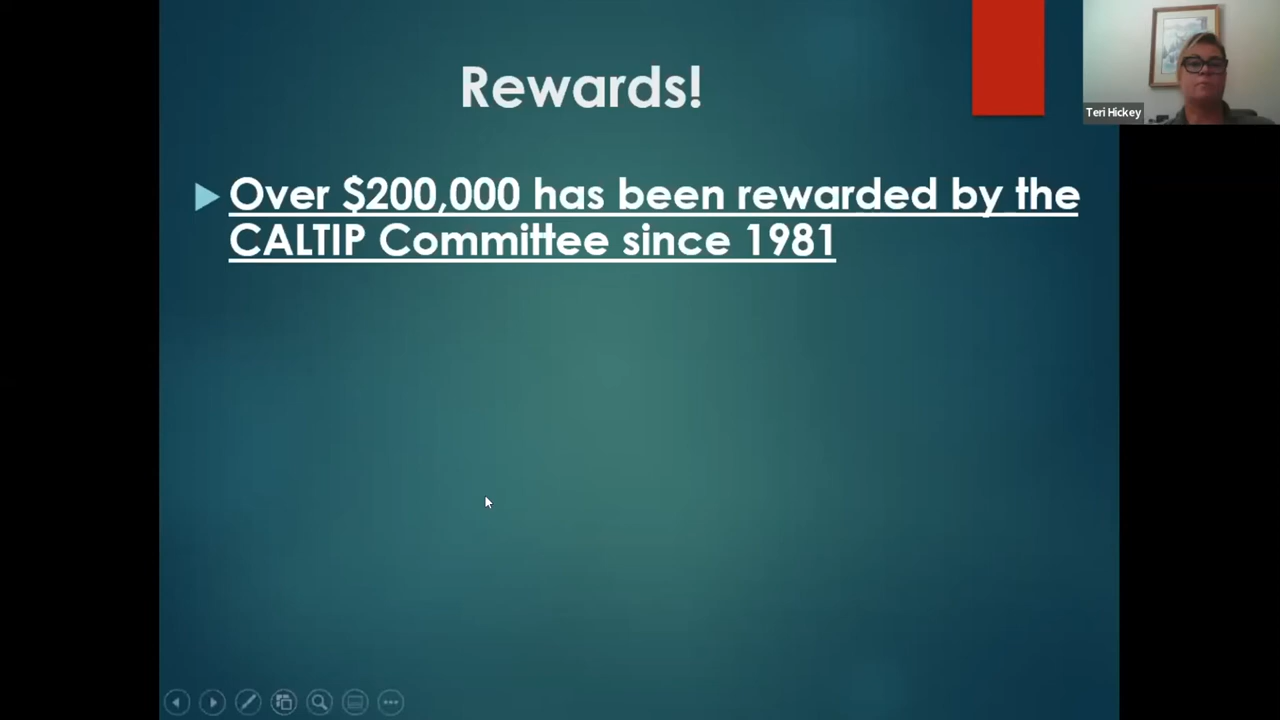 Rewards!
Teri Hickey
Over $200,000 has been rewarded by the
CALTIP Committee since 1981